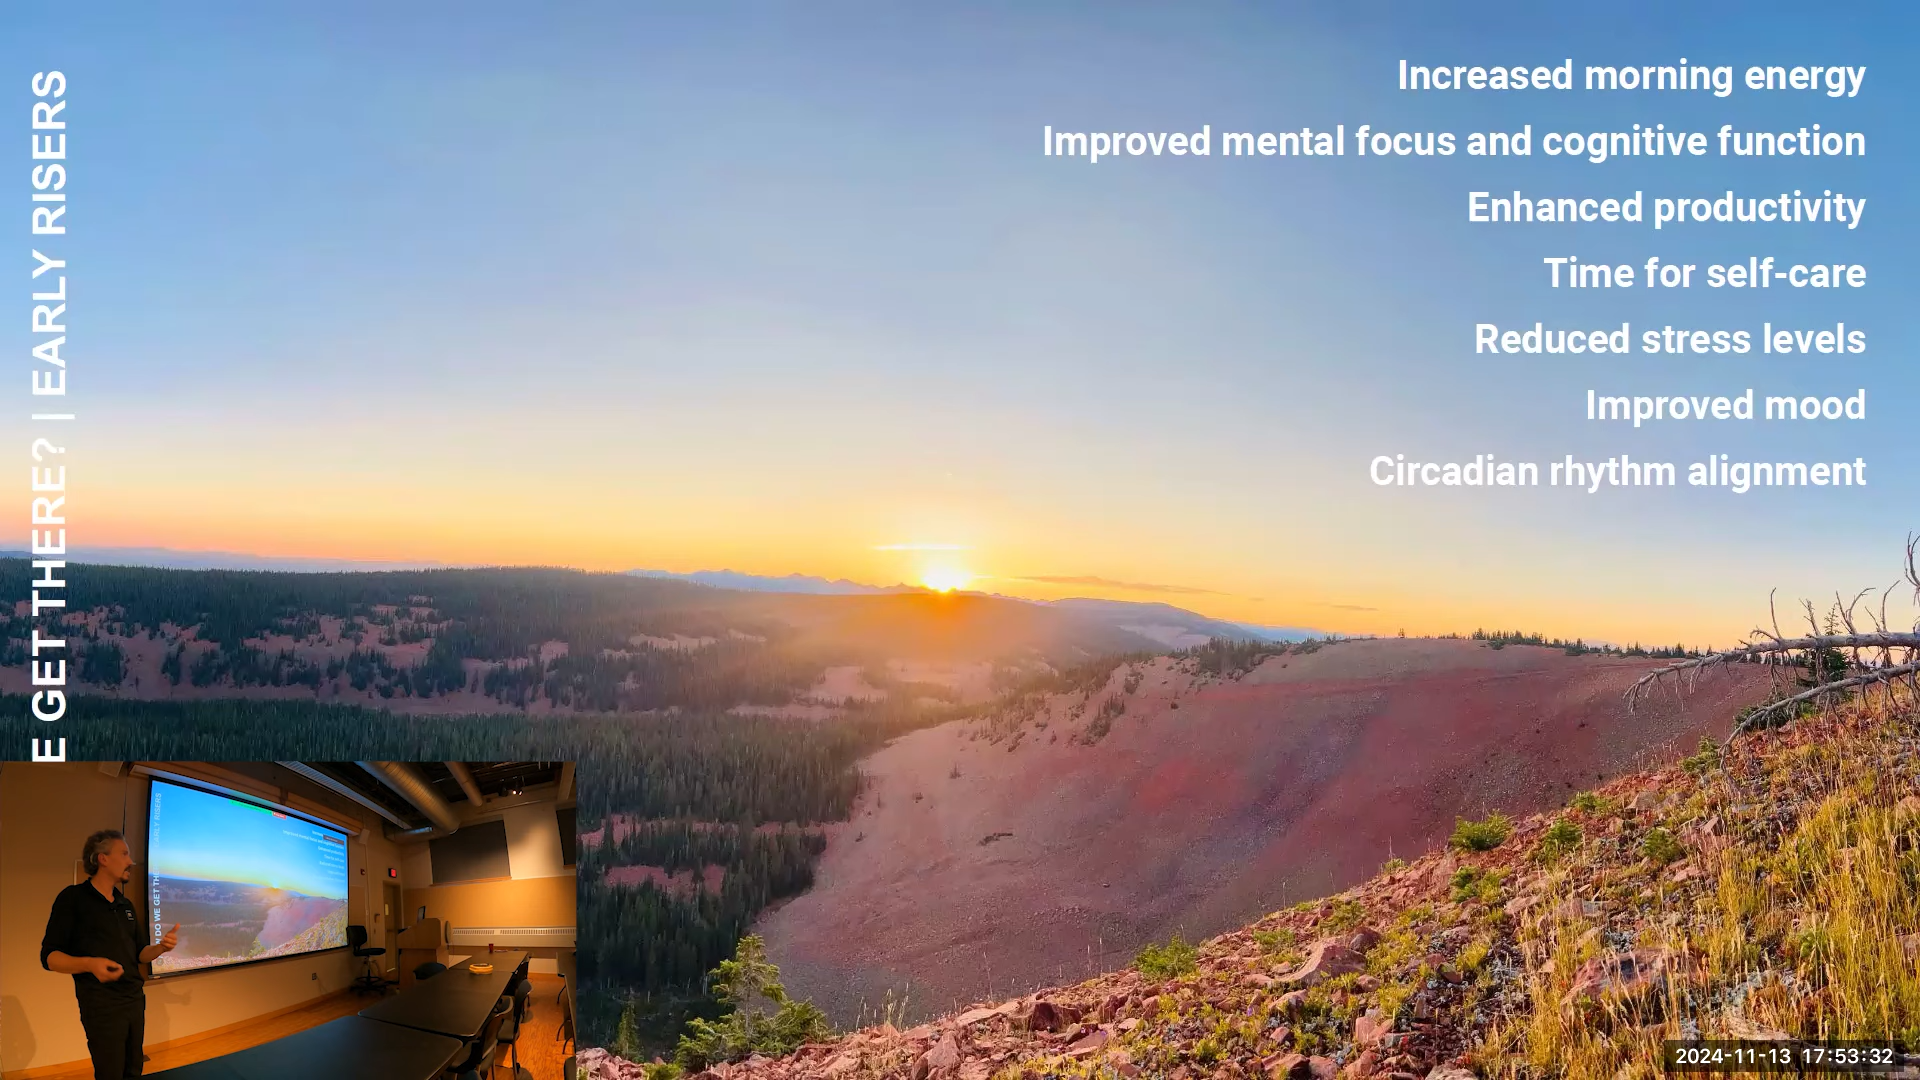 E GET THERE? | EARLY RISERS
Increased morning energy
Improved mental focus and cognitive function
Enhanced productivity
Time for self-care
Reduced stress levels
Improved mood
Circadian rhythm alignment
2024-11-13 17:53:32